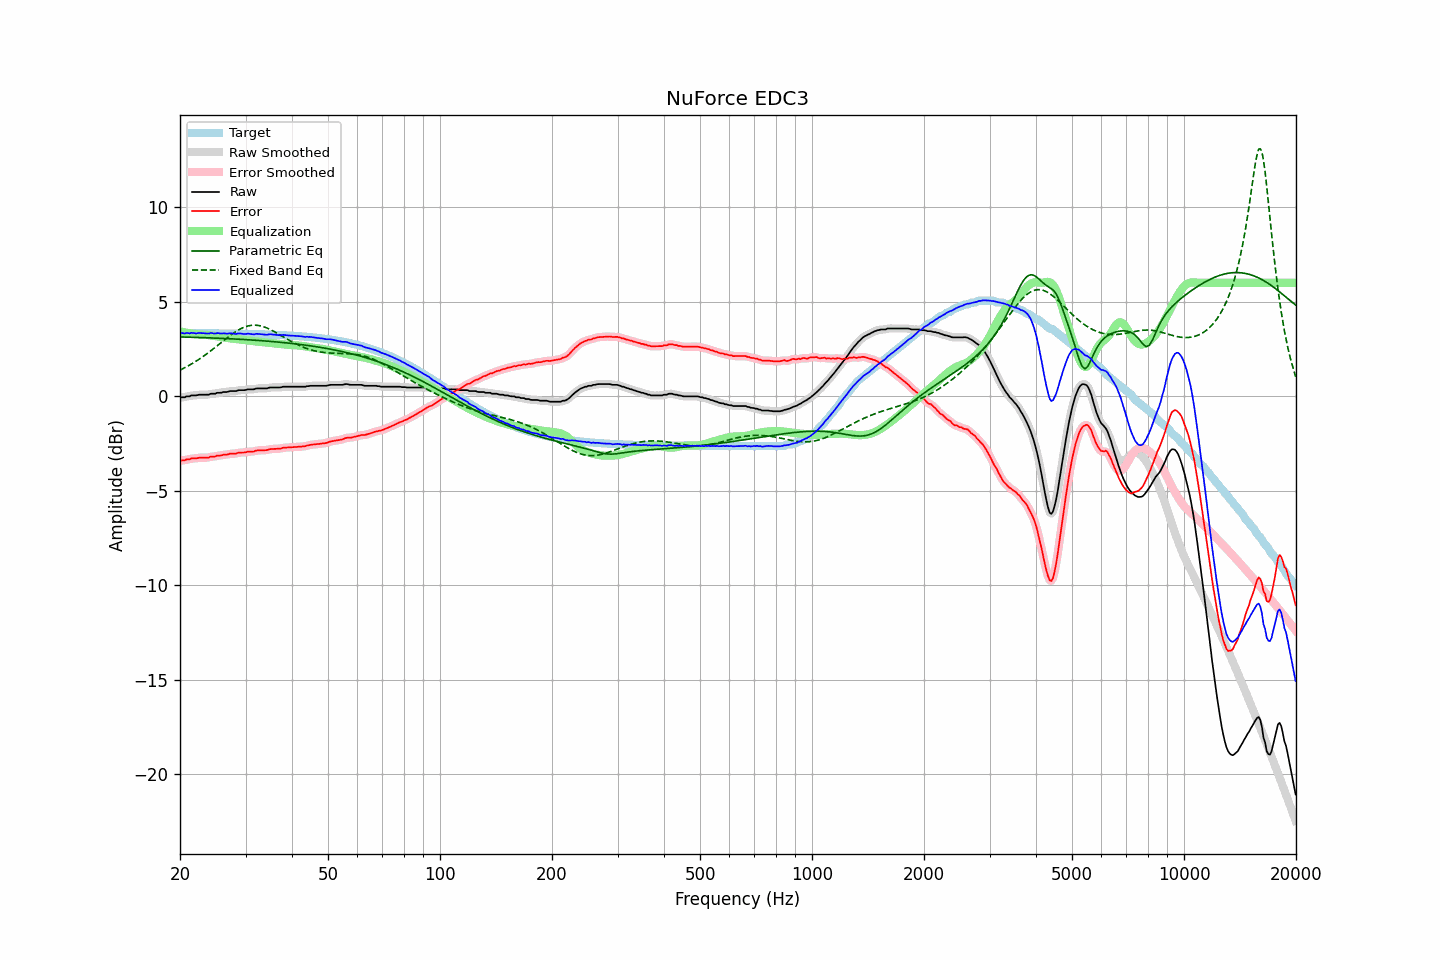 NuForce EDC3
Target
Raw Smoothed
Error Smoothed
Raw
Error
Equalization
Parametric Eq
Fixed Band Eq
Equalized
10
5
0
−5
−10
−15
−20
Amplitude (dBr)
20
50
100
200
500
1000
2000
5000
10000
20000
Frequency (Hz)